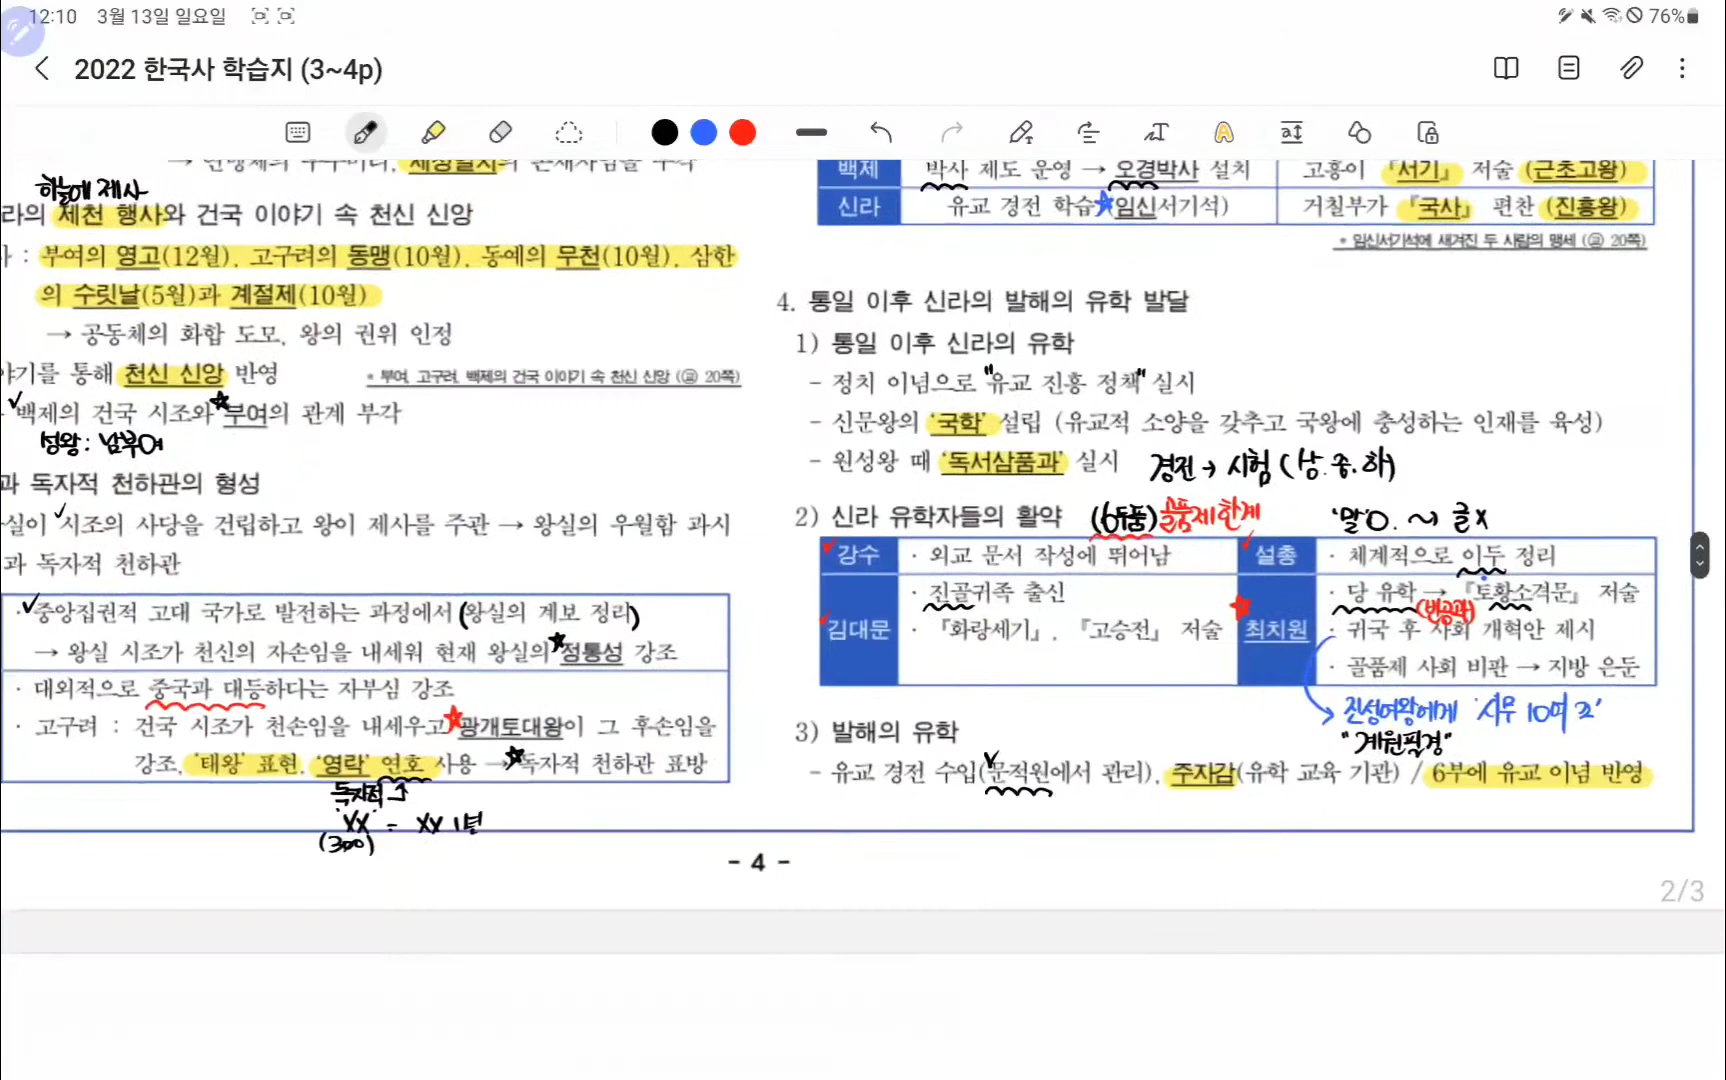 12:10 3월 13일 일요일
76%
2022 한국사 학습지 (3~4p)
하늘에 제사
라의 제천 행사와 건국 이야기 속 천신 신앙
: 부여의 영고(12월), 고구려의 동맹(10월), 동예의 무천(10월), 삼한
의 수릿날(5월)과 계절제(10월)
→ 공동체의 화합 도모, 왕의 권위 인정
야기를 통해 천신 신앙 반영
* 부여, 고구려, 백제의 건국 이야기 속 천신 신앙 (교 20쪽)
백제의 건국 시조와 부여의 관계 부각
성왕 : 남부여
과 독자적 천하관의 형성
실이 시조의 사당을 건립하고 왕이 제사를 주관 → 왕실의 우월함 과시
과 독자적 천하관
· 중앙집권적 고대 국가로 발전하는 과정에서 (왕실의 계보 정리)
→ 왕실 시조가 천신의 자손임을 내세워 현재 왕실의 정통성 강조
· 대외적으로 중국과 대등하다는 자부심 강조
· 고구려 : 건국 시조가 천손임을 내세우고 광개토대왕이 그 후손임을
강조, '태왕' 표현, '영락' 연호 사용 → 독자적 천하관 표방
독자적
'XX' = XX 1년
(300)
백제 박사 제도 운영 → 오경박사 설치 고흥이 『서기』 저술 (근초고왕)
신라 유교 경전 학습 (임신서기석) 거칠부가 『국사』 편찬 (진흥왕)
* 임신서기석에 새겨진 두 사람의 맹세 (교 20쪽)
4. 통일 이후 신라의 발해의 유학 발달
1) 통일 이후 신라의 유학
- 정치 이념으로 "유교 진흥 정책" 실시
- 신문왕의 '국학' 설립 (유교적 소양을 갖추고 국왕에 충성하는 인재를 육성)
- 원성왕 때 '독서삼품과' 실시 경전 → 시험 (상.중.하)
2) 신라 유학자들의 활약 (6두품) 골품제 한계 '말'O. ~> 글X
강수 · 외교 문서 작성에 뛰어남 설총 · 체계적으로 이두 정리
김대문 · 진골귀족 출신
· 『화랑세기』, 『고승전』 저술
최치원 · 당 유학 → 『토황소격문』 저술
(빈공과)
· 귀국 후 사회 개혁안 제시
· 골품제 사회 비판 → 지방 은둔
진성여왕에게 '시무 10여 조'
"계원필경"
3) 발해의 유학
- 유교 경전 수입(문적원에서 관리), 주자감(유학 교육 기관) / 6부에 유교 이념 반영
- 4 -
2/3